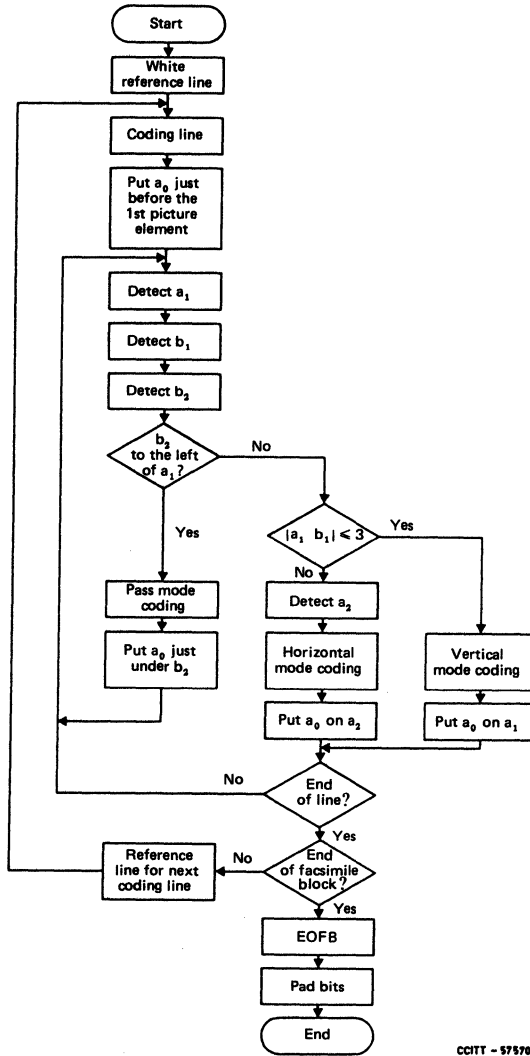 Start
White
reference line
Coding line
Put a₀ just
before the
1st picture
element
Detect a₁
Detect b₁
Detect b₂
b₂
to the left
of a₁?
No
Yes
|a₁ b₁| ⩽ 3
Yes
No
Pass mode
coding
Put a₀ just
under b₂
Detect a₂
Horizontal
mode coding
Put a₀ on a₂
Vertical
mode coding
Put a₀ on a₁
No
End
of line?
Yes
Reference
line for next
coding line
No
End
of facsimile
block?
Yes
EOFB
Pad bits
End
CCITT - 57570